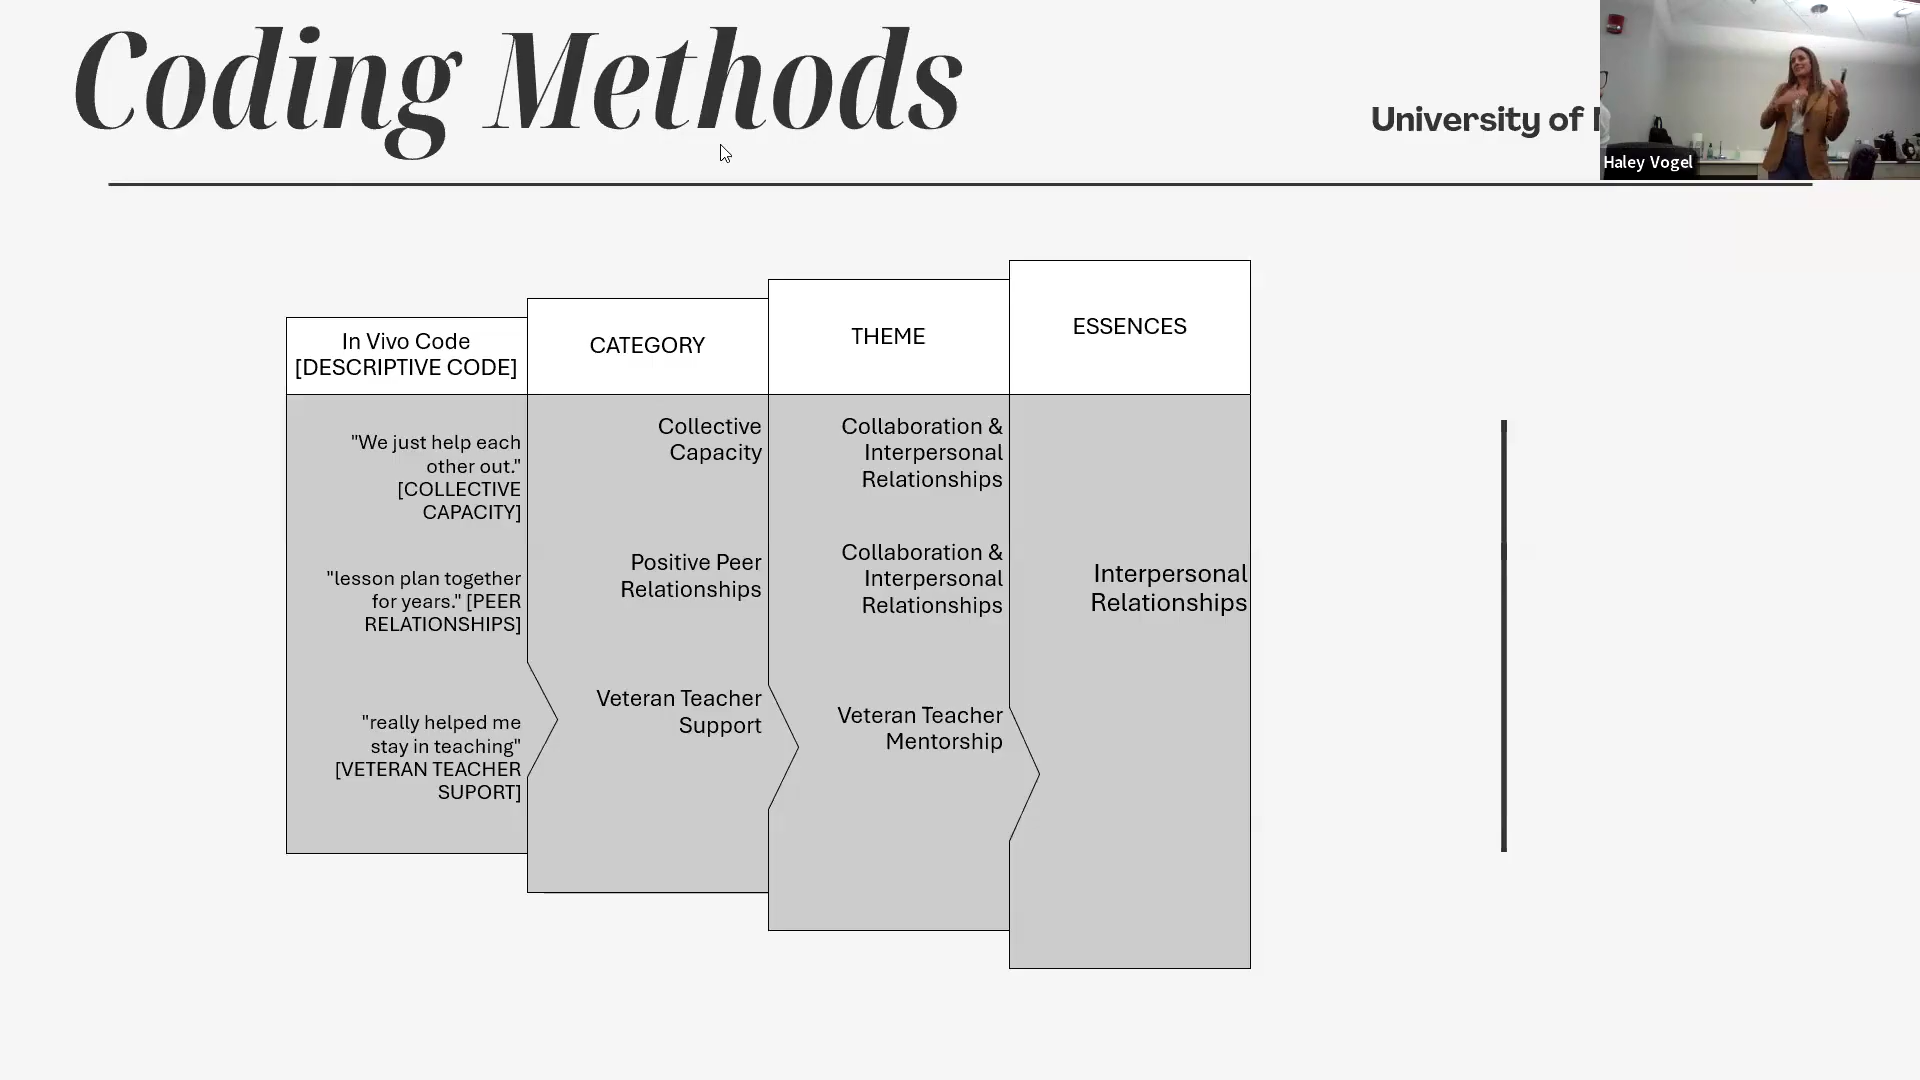 Coding Methods
University of
Haley Vogel
In Vivo Code
[DESCRIPTIVE CODE]
CATEGORY
THEME
ESSENCES
"We just help each
other out."
[COLLECTIVE
CAPACITY]
"lesson plan together
for years." [PEER
RELATIONSHIPS]
"really helped me
stay in teaching"
[VETERAN TEACHER
SUPORT]
Collective
Capacity
Positive Peer
Relationships
Veteran Teacher
Support
Collaboration &
Interpersonal
Relationships
Collaboration &
Interpersonal
Relationships
Veteran Teacher
Mentorship
Interpersonal
Relationships